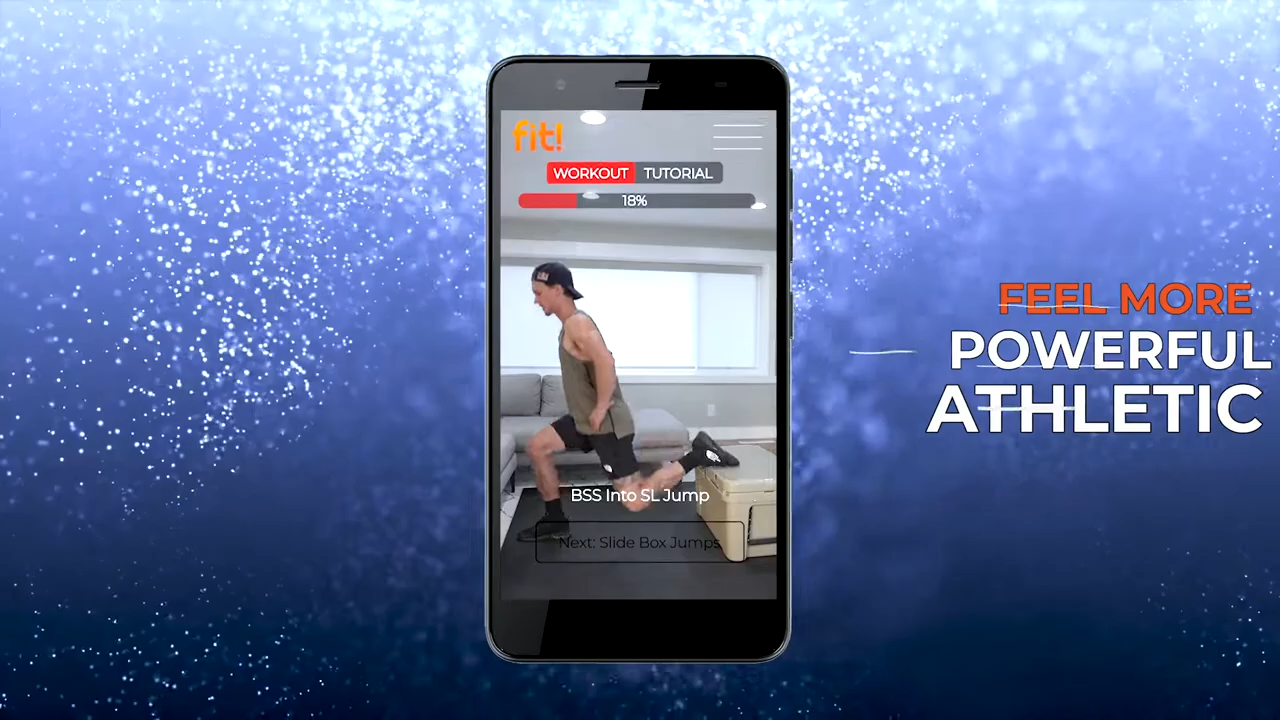 fit!
WORKOUT TUTORIAL
18%
BSS Into SL Jump
Next: Slide Box Jumps
FEEL MORE
POWERFUL
ATHLETIC